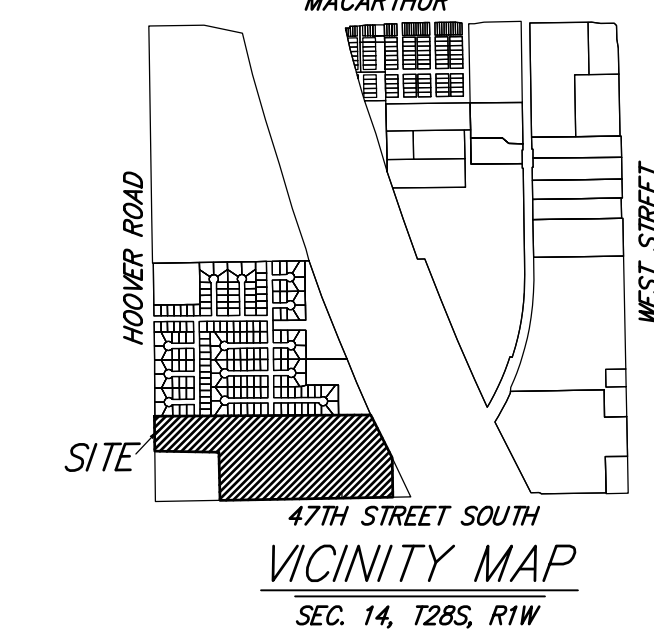 MACARTHUR
HOOVER ROAD
WEST STREET
SITE
47TH STREET SOUTH
VICINITY MAP
SEC. 14, T28S, R1W